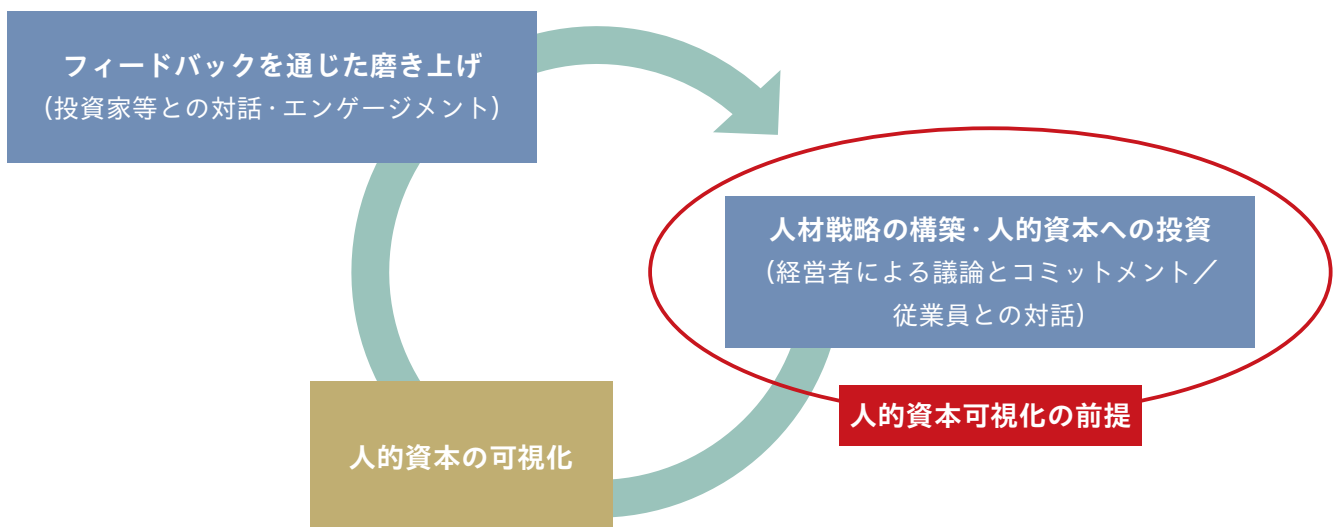 フィードバックを通じた磨き上げ
(投資家等との対話・エンゲージメント)
人材戦略の構築・人的資本への投資
(経営者による議論とコミットメント／
従業員との対話)
人的資本可視化の前提
人的資本の可視化